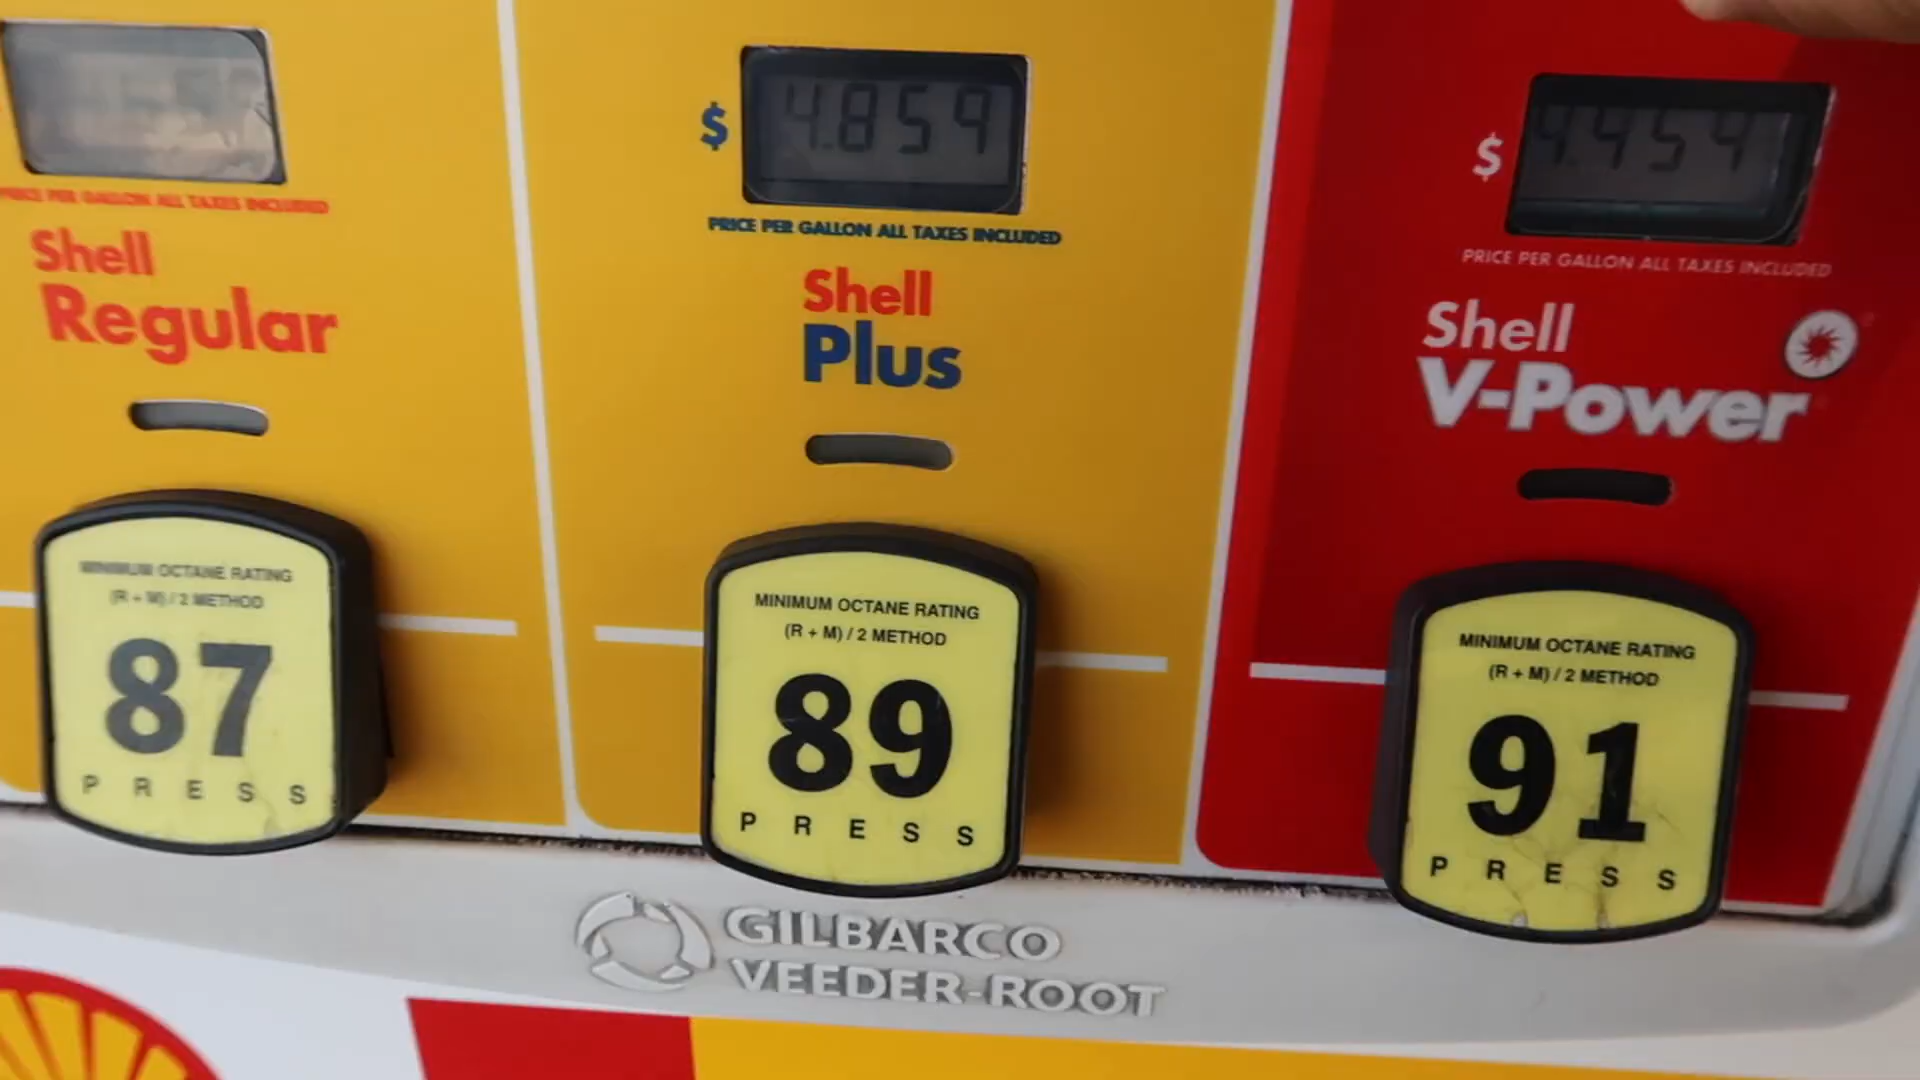 $ 4.859
$
PRICE PER GALLON ALL TAXES INCLUDED
PRICE PER GALLON ALL TAXES INCLUDED
PRICE PER GALLON ALL TAXES INCLUDED
Shell
Regular
Shell
Plus
Shell
V-Power
MINIMUM OCTANE RATING
(R + M) / 2 METHOD
87
PRESS
MINIMUM OCTANE RATING
(R + M) / 2 METHOD
89
PRESS
MINIMUM OCTANE RATING
(R + M) / 2 METHOD
91
PRESS
GILBARCO
VEEDER-ROOT